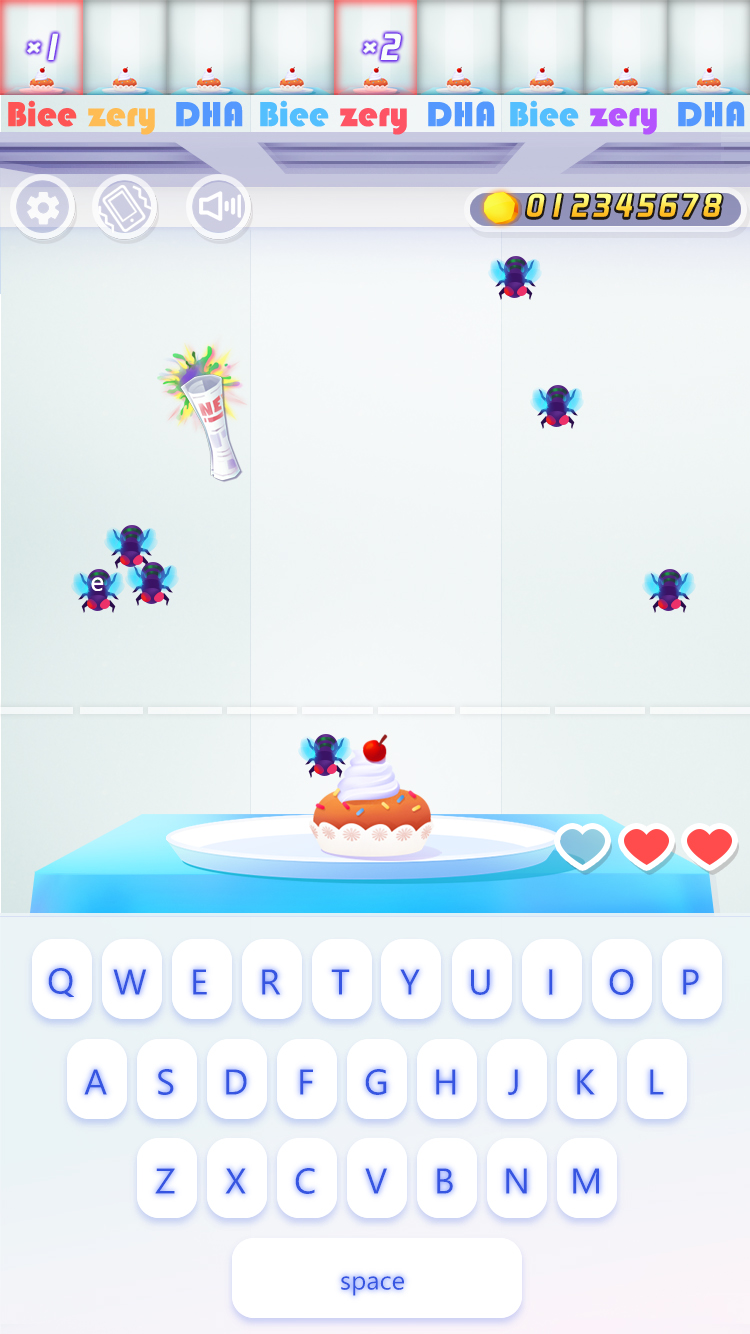 ×1 ×2
Biee zery DHA Biee zery DHA Biee zery DHA
012345678
NE
e
Q W E R T Y U I O P
A S D F G H J K L
Z X C V B N M
space